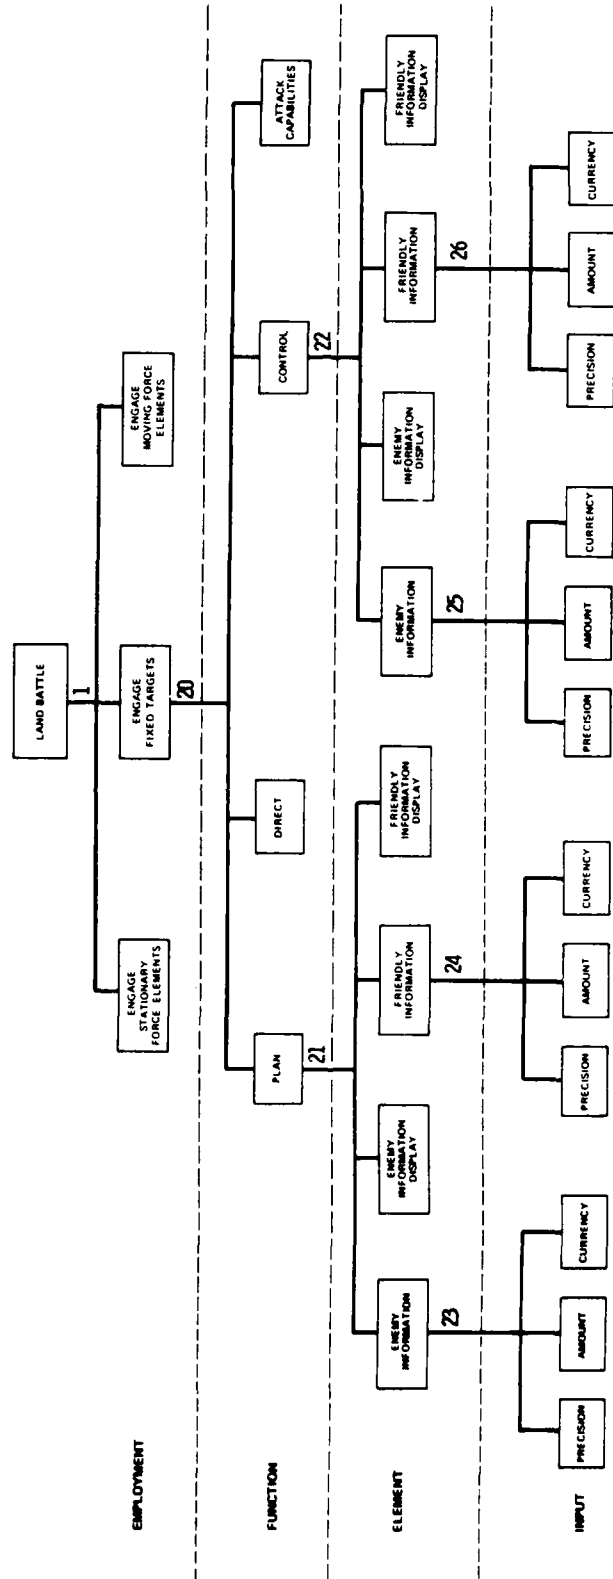 LAND BATTLE
1
EMPLOYMENT
ENGAGE
STATIONARY
FORCE ELEMENTS
ENGAGE
FIXED TARGETS
ENGAGE
MOVING FORCE
ELEMENTS
20
FUNCTION
PLAN
DIRECT
CONTROL
ATTACK
CAPABILITIES
21
22
ELEMENT
ENEMY
INFORMATION
ENEMY
INFORMATION
DISPLAY
FRIENDLY
INFORMATION
FRIENDLY
INFORMATION
DISPLAY
ENEMY
INFORMATION
ENEMY
INFORMATION
DISPLAY
FRIENDLY
INFORMATION
FRIENDLY
INFORMATION
DISPLAY
23
24
25
26
INPUT
PRECISION
AMOUNT
CURRENCY
PRECISION
AMOUNT
CURRENCY
PRECISION
AMOUNT
CURRENCY
PRECISION
AMOUNT
CURRENCY